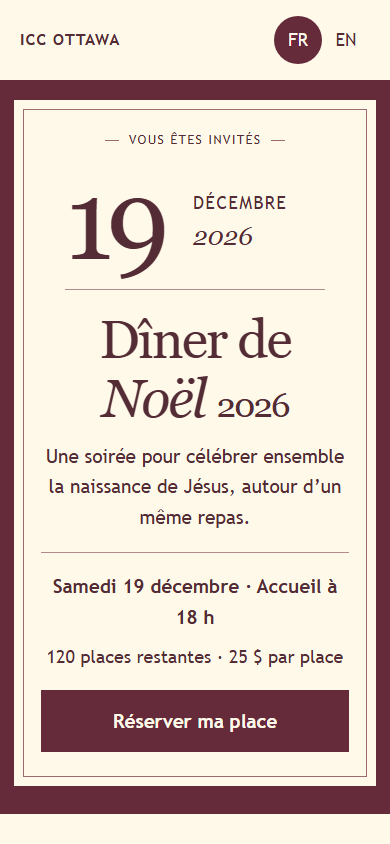 ICC OTTAWA
FR EN
— VOUS ÊTES INVITÉS —
19 DÉCEMBRE
2026
Dîner de
Noël 2026
Une soirée pour célébrer ensemble
la naissance de Jésus, autour d’un
même repas.
Samedi 19 décembre · Accueil à
18 h
120 places restantes · 25 $ par place
Réserver ma place